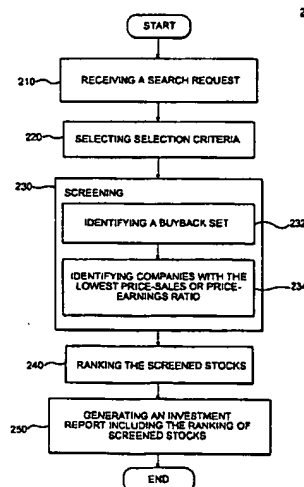 START
2
210
RECEIVING A SEARCH REQUEST
220
SELECTING SELECTION CRITERIA
230
SCREENING
IDENTIFYING A BUYBACK SET
232
IDENTIFYING COMPANIES WITH THE
LOWEST PRICE-SALES OR PRICE-
EARNINGS RATIO
234
240
RANKING THE SCREENED STOCKS
250
GENERATING AN INVESTMENT
REPORT INCLUDING THE RANKING OF
SCREENED STOCKS
END